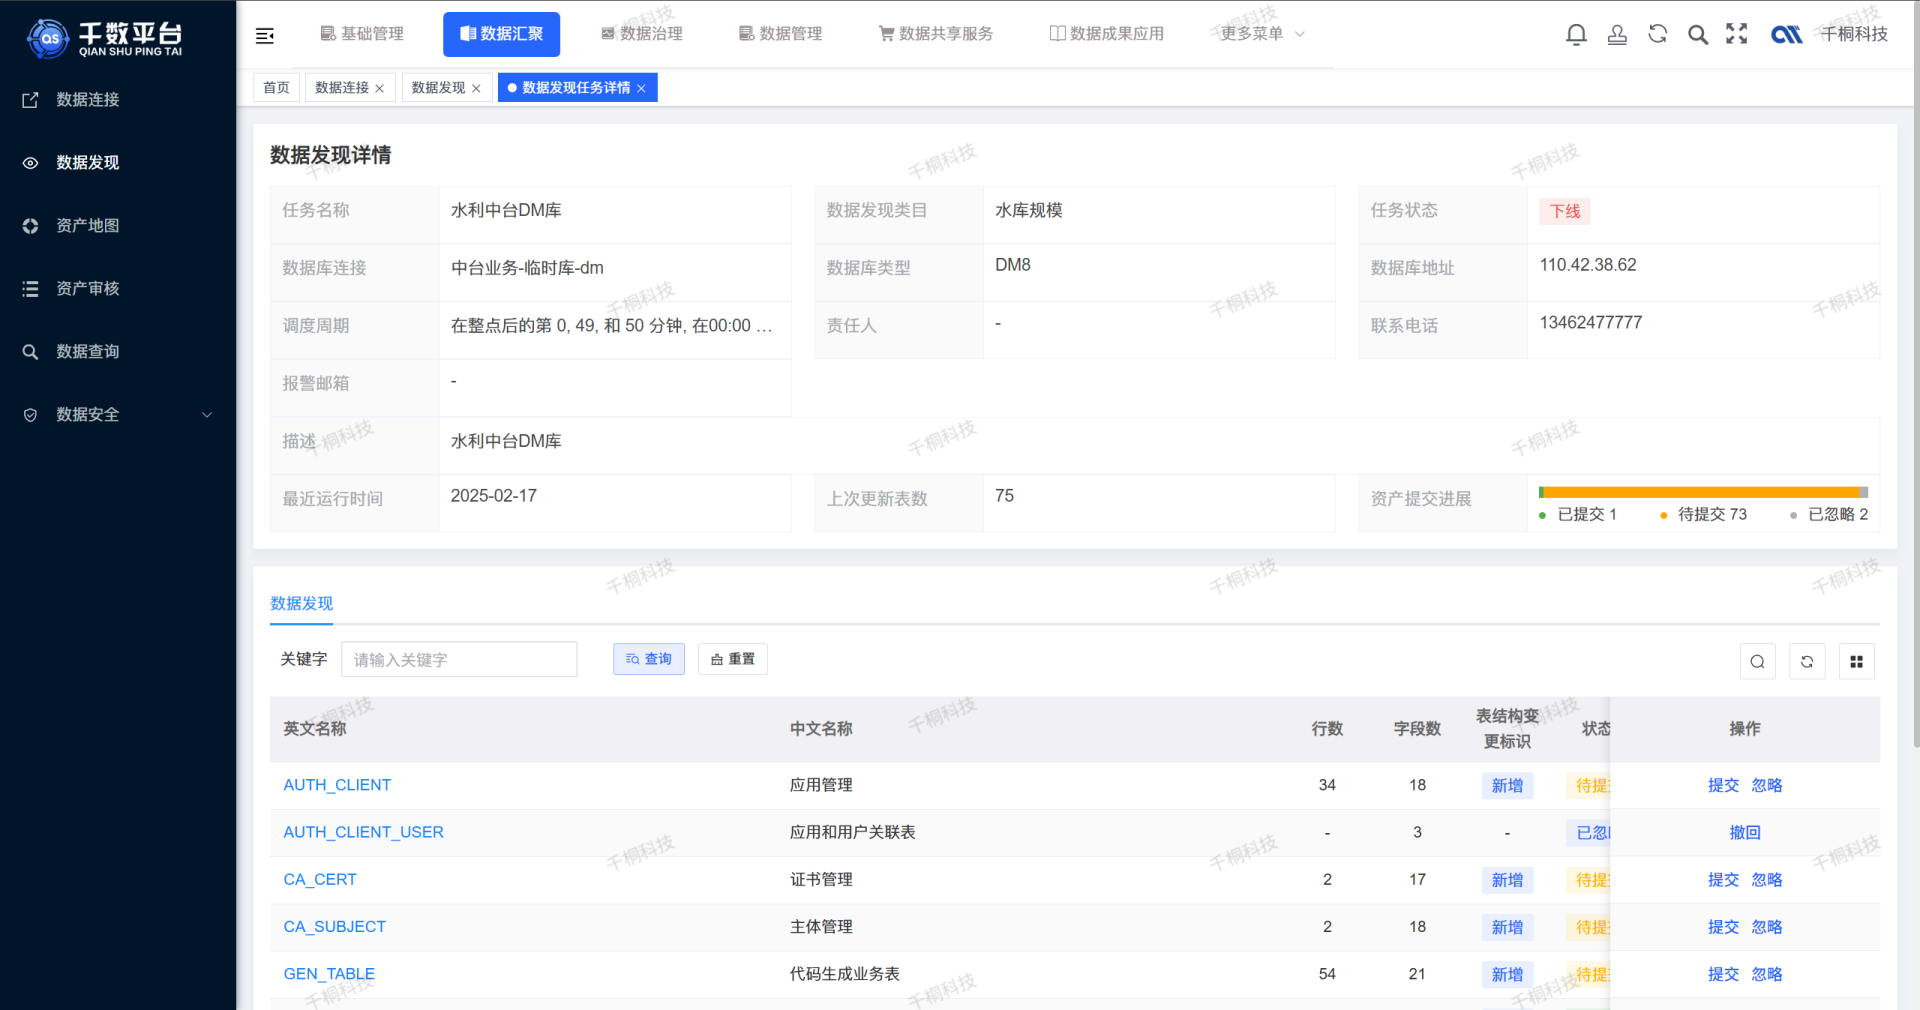 千数平台
QIAN SHU PING TAI
基础管理
数据汇聚
数据治理
数据管理
数据共享服务
数据成果应用
更多菜单
千桐科技
首页
数据连接
数据发现
数据发现任务详情
数据连接
数据发现
资产地图
资产审核
数据查询
数据安全
数据发现详情
任务名称 水利中台DM库 数据发现类目 水库规模 任务状态 下线
数据库连接 中台业务-临时库-dm 数据库类型 DM8 数据库地址 110.42.38.62
调度周期 在整点后的第 0, 49, 和 50 分钟, 在00:00 ... 责任人 - 联系电话 13462477777
报警邮箱 -
描述 水利中台DM库
最近运行时间 2025-02-17 上次更新表数 75 资产提交进展
已提交 1 待提交 73 已忽略 2
数据发现
关键字 请输入关键字 查询 重置
英文名称 中文名称 行数 字段数 表结构变更标识 状态 操作
AUTH_CLIENT 应用管理 34 18 新增 待提 提交 忽略
AUTH_CLIENT_USER 应用和用户关联表 - 3 - 已忽 撤回
CA_CERT 证书管理 2 17 新增 待提 提交 忽略
CA_SUBJECT 主体管理 2 18 新增 待提 提交 忽略
GEN_TABLE 代码生成业务表 54 21 新增 待提 提交 忽略